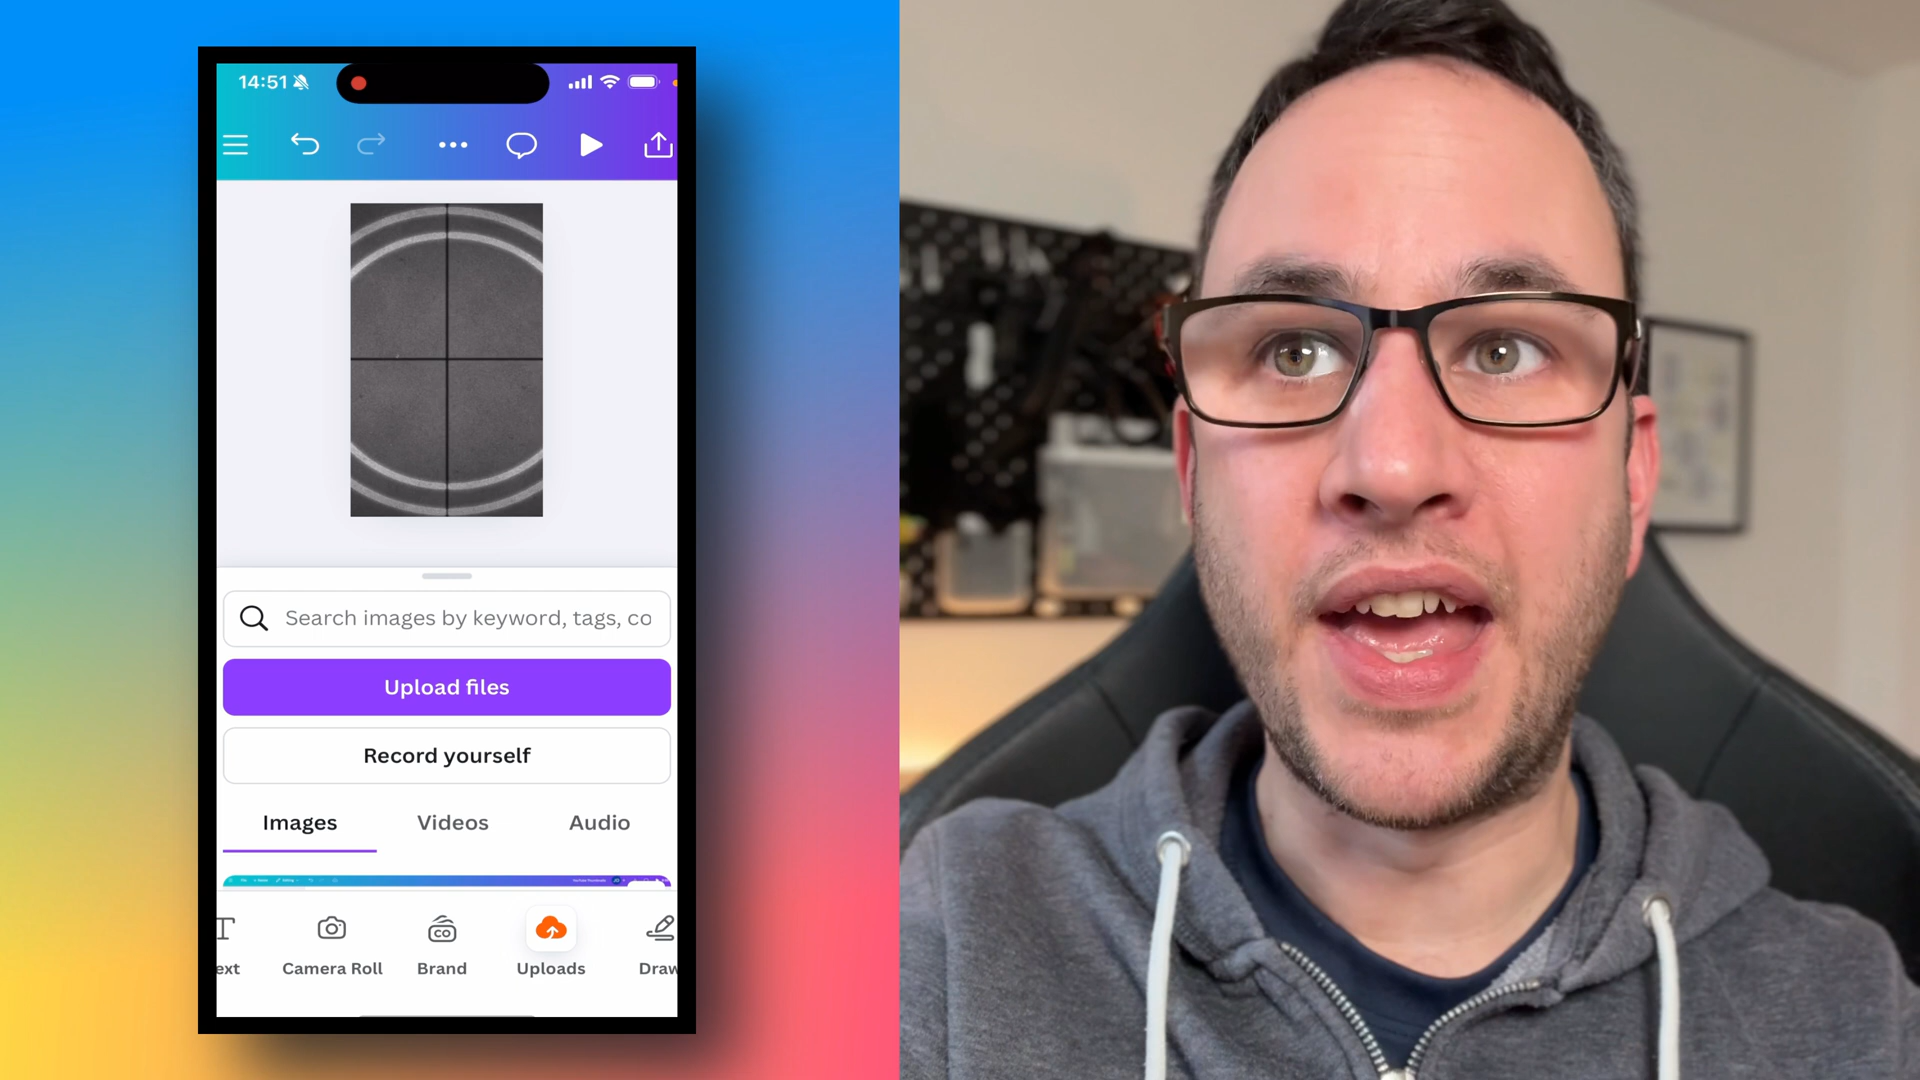 14:51
Search images by keyword, tags, co
Upload files
Record yourself
Images Videos Audio
ext Camera Roll Brand Uploads Draw
CO